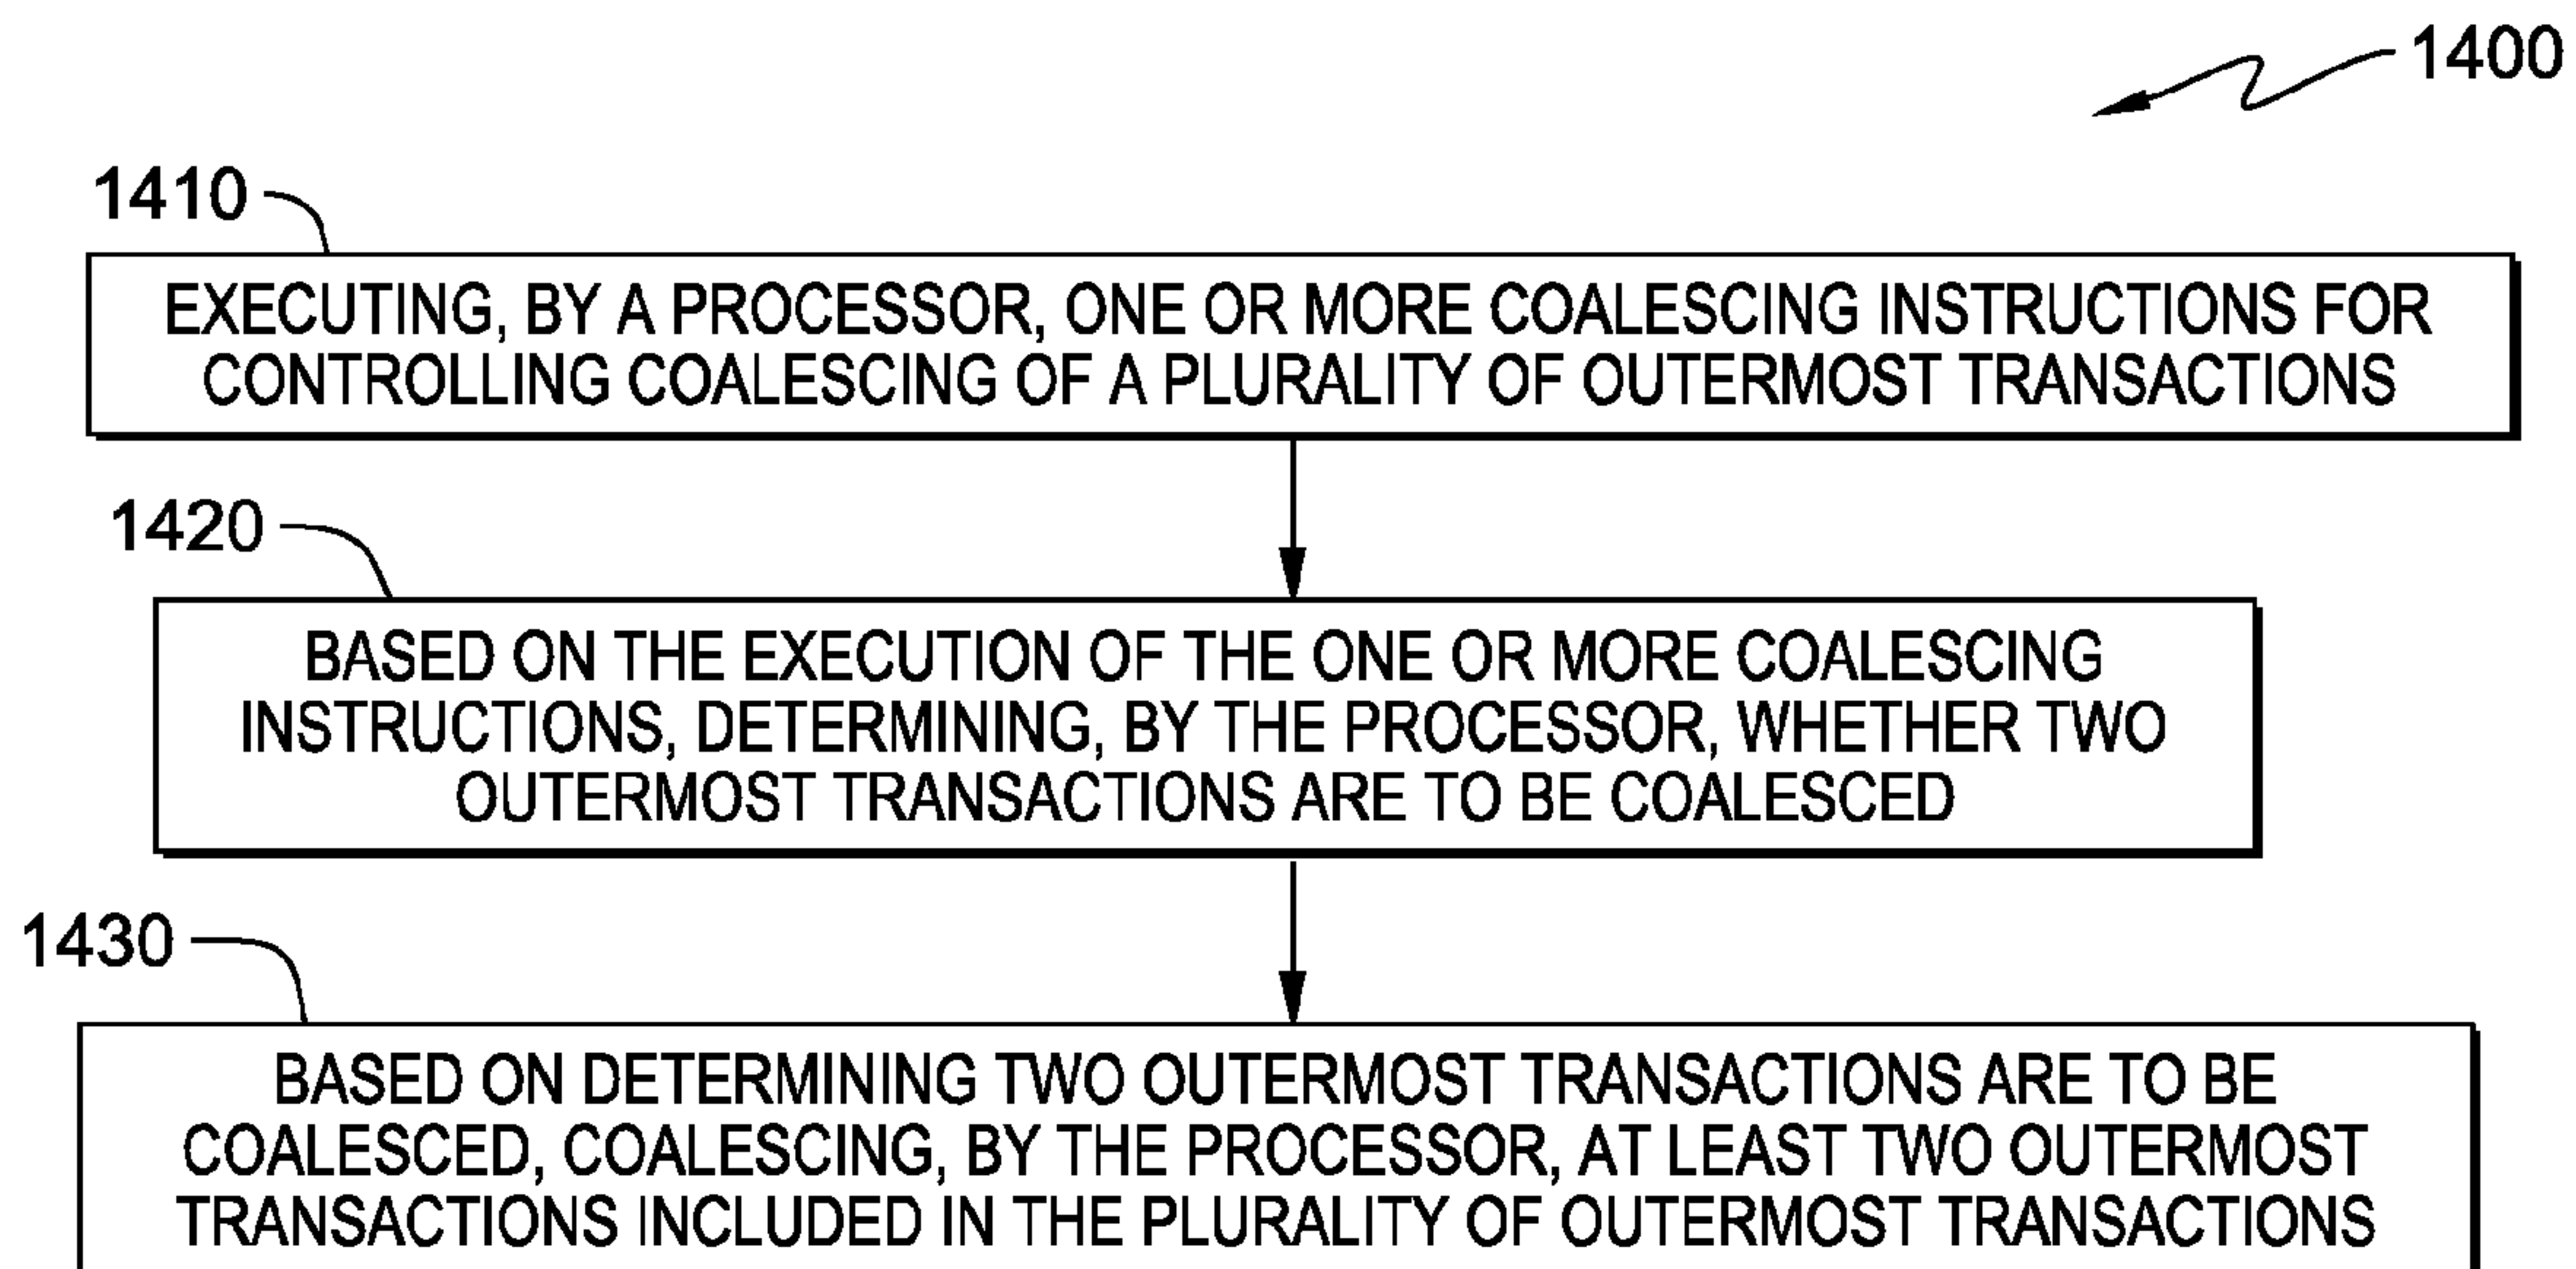 1400
1410
EXECUTING, BY A PROCESSOR, ONE OR MORE COALESCING INSTRUCTIONS FOR
CONTROLLING COALESCING OF A PLURALITY OF OUTERMOST TRANSACTIONS
1420
BASED ON THE EXECUTION OF THE ONE OR MORE COALESCING
INSTRUCTIONS, DETERMINING, BY THE PROCESSOR, WHETHER TWO
OUTERMOST TRANSACTIONS ARE TO BE COALESCED
1430
BASED ON DETERMINING TWO OUTERMOST TRANSACTIONS ARE TO BE
COALESCED, COALESCING, BY THE PROCESSOR, AT LEAST TWO OUTERMOST
TRANSACTIONS INCLUDED IN THE PLURALITY OF OUTERMOST TRANSACTIONS